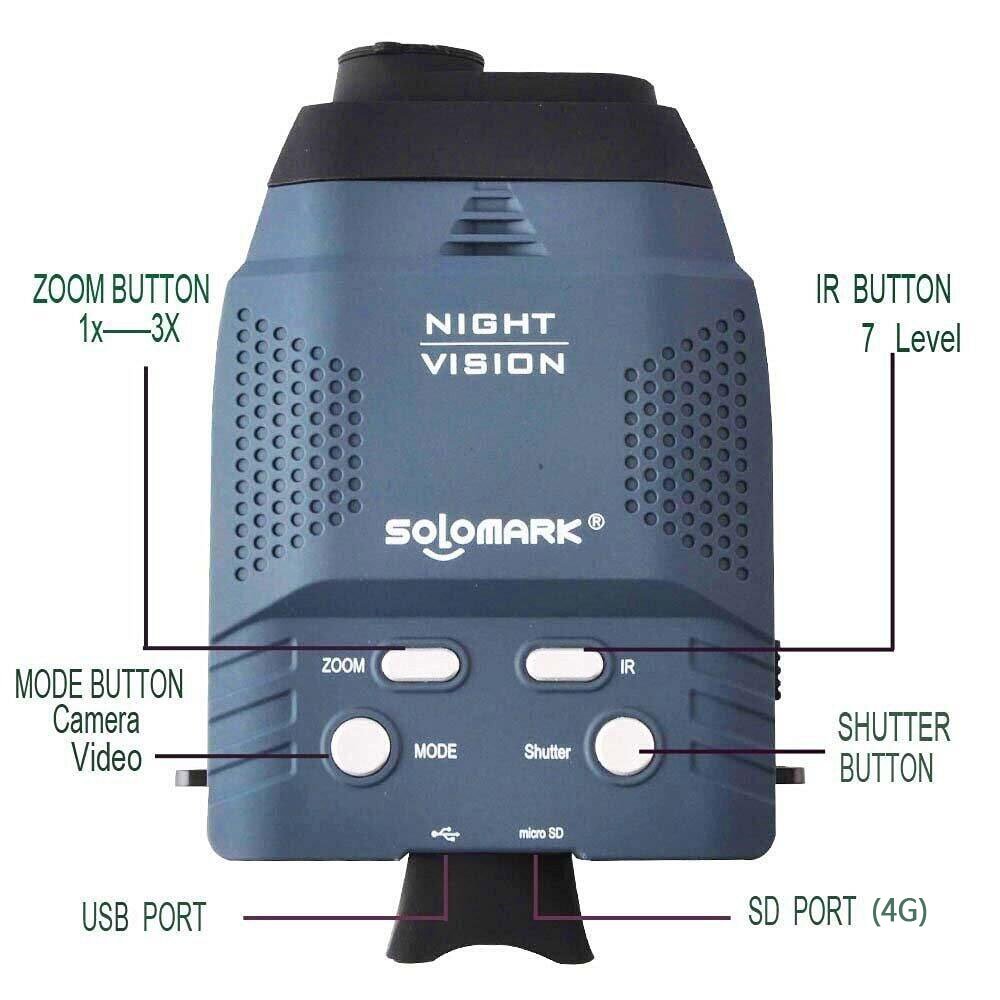 NIGHT
VISION
SOLOMARK®
ZOOM BUTTON
1x——3X
IR BUTTON
7 Level
ZOOM
IR
MODE BUTTON
Camera
Video
MODE
Shutter
SHUTTER
BUTTON
micro SD
USB PORT
SD PORT (4G)